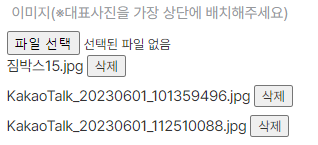 이미지(※대표사진을 가장 상단에 배치해주세요)
파일 선택 선택된 파일 없음
짐박스15.jpg 삭제
KakaoTalk_20230601_101359496.jpg 삭제
KakaoTalk_20230601_112510088.jpg 삭제